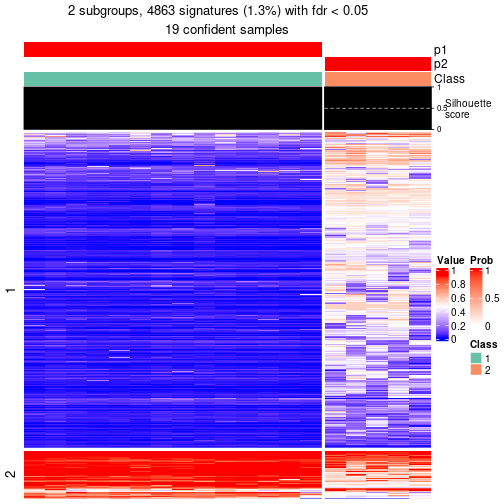 2 subgroups, 4863 signatures (1.3%) with fdr < 0.05
19 confident samples
p1
p2
Class
1
0.5
0
Silhouette
score
1
2
Value
1
0.8
0.6
0.4
0.2
0
Prob
1
0.5
0
Class
1
2